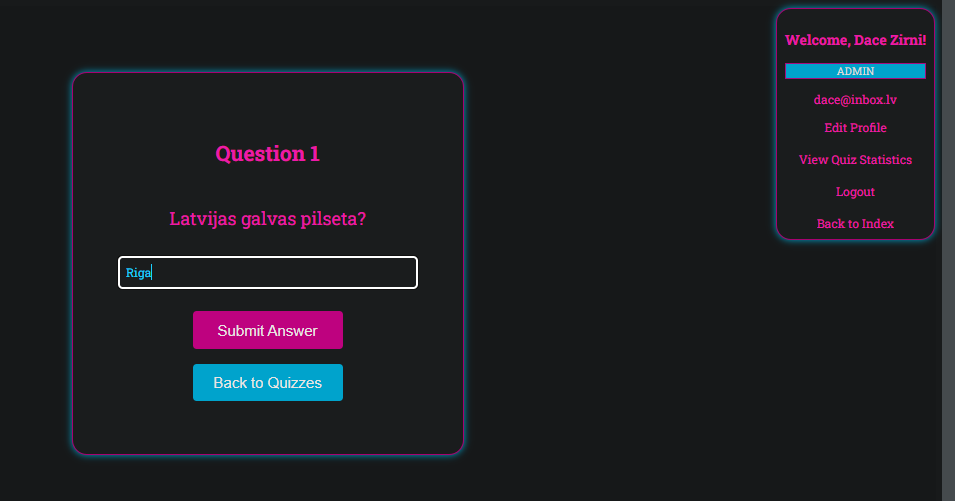 Welcome, Dace Zirni!
ADMIN
dace@inbox.lv
Edit Profile
View Quiz Statistics
Logout
Back to Index
Question 1
Latvijas galvas pilseta?
Riga
Submit Answer
Back to Quizzes